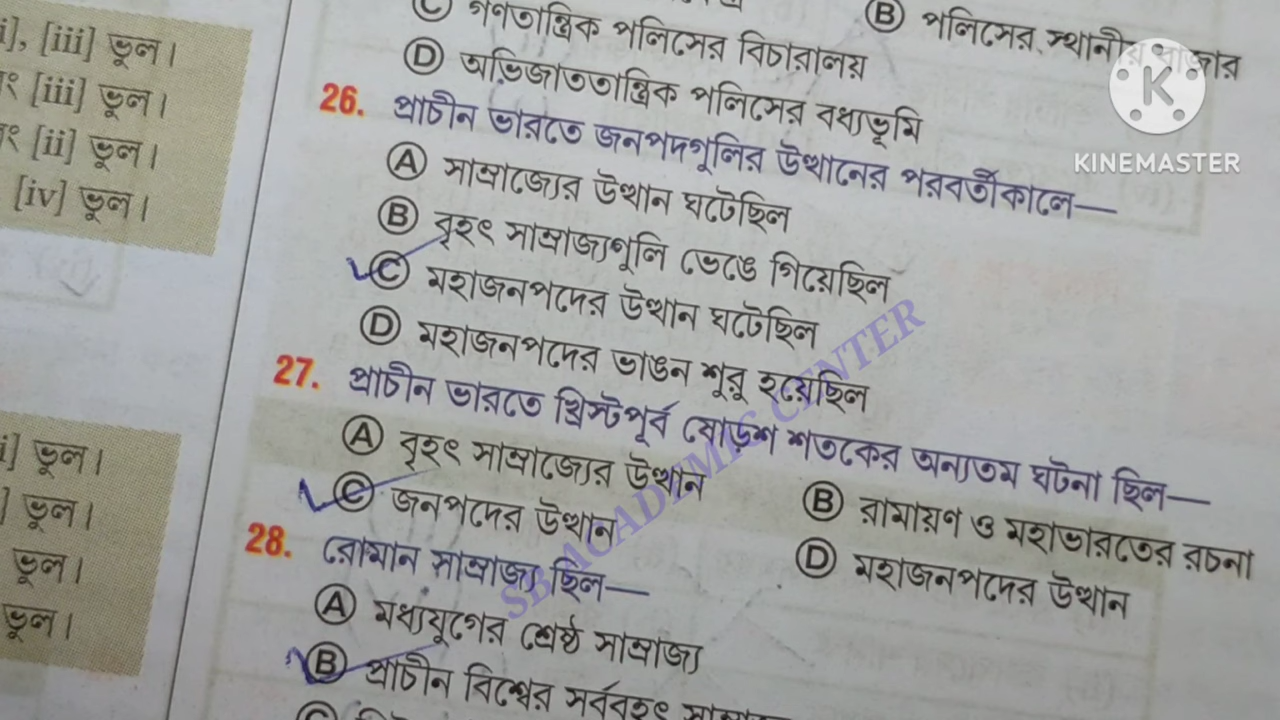 i], [iii] ভুল।
[iii] ভুল।
[ii] ভুল।
[iv] ভুল।
i] ভুল।
] ভুল।
ভুল।
ভুল।
Ⓒ গণতান্ত্রিক পলিসের বিচারালয়
Ⓑ পলিসের স্থানীয় বাজার
Ⓓ অভিজাততান্ত্রিক পলিসের বধ্যভূমি
26. প্রাচীন ভারতে জনপদগুলির উত্থানের পরবর্তীকালে—
Ⓐ সাম্রাজ্যের উত্থান ঘটেছিল
Ⓑ বৃহৎ সাম্রাজ্যগুলি ভেঙে গিয়েছিল
Ⓒ মহাজনপদের উত্থান ঘটেছিল
Ⓓ মহাজনপদের ভাঙন শুরু হয়েছিল
27. প্রাচীন ভারতে খ্রিস্টপূর্ব ষোড়শ শতকের অন্যতম ঘটনা ছিল—
Ⓐ বৃহৎ সাম্রাজ্যের উত্থান
Ⓑ রামায়ণ ও মহাভারতের রচনা
Ⓒ জনপদের উত্থান
Ⓓ মহাজনপদের উত্থান
28. রোমান সাম্রাজ্য ছিল—
Ⓐ মধ্যযুগের শ্রেষ্ঠ সাম্রাজ্য
Ⓑ প্রাচীন বিশ্বের সর্ববৃহৎ
K
KINEMASTER
SB ACADEMIC CENTER